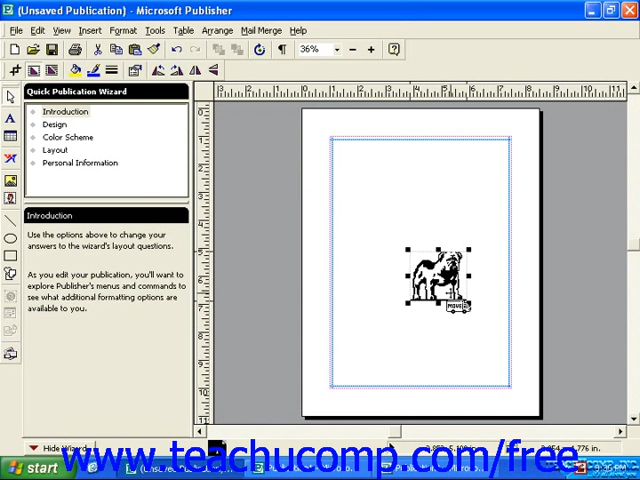 (Unsaved Publication) - Microsoft Publisher
File Edit View Insert Format Tools Table Arrange Mail Merge Help
36%
Quick Publication Wizard
Introduction
Design
Color Scheme
Layout
Personal Information
Introduction
Use the options above to change your
answers to the wizard's layout questions.
As you edit your publication, you'll want to
explore Publisher's menus and commands to
see what additional formatting options are
available to you.
MOVE
Hide Wizard
start
(Unsaved Publication)
www.teachucomp.com/free